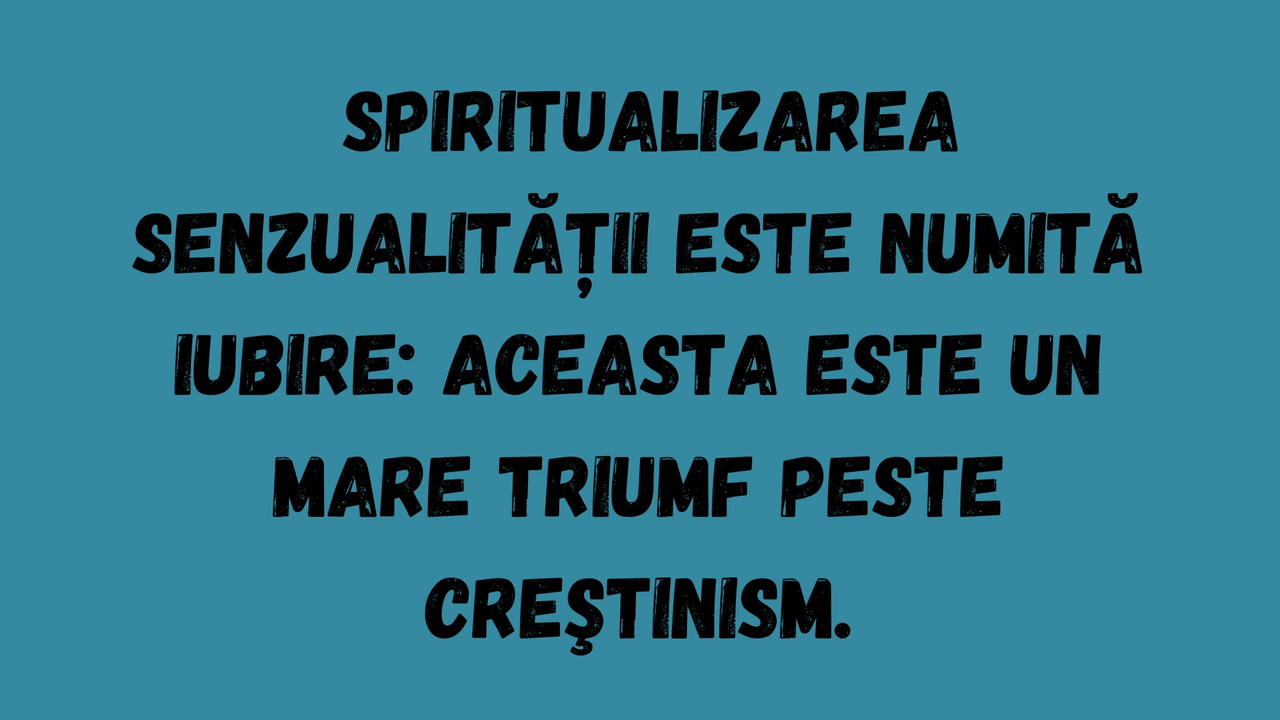 SPIRITUALIZAREA
SENZUALITĂȚII ESTE NUMITĂ
IUBIRE: ACEASTA ESTE UN
MARE TRIUMF PESTE
CREŞTINISM.